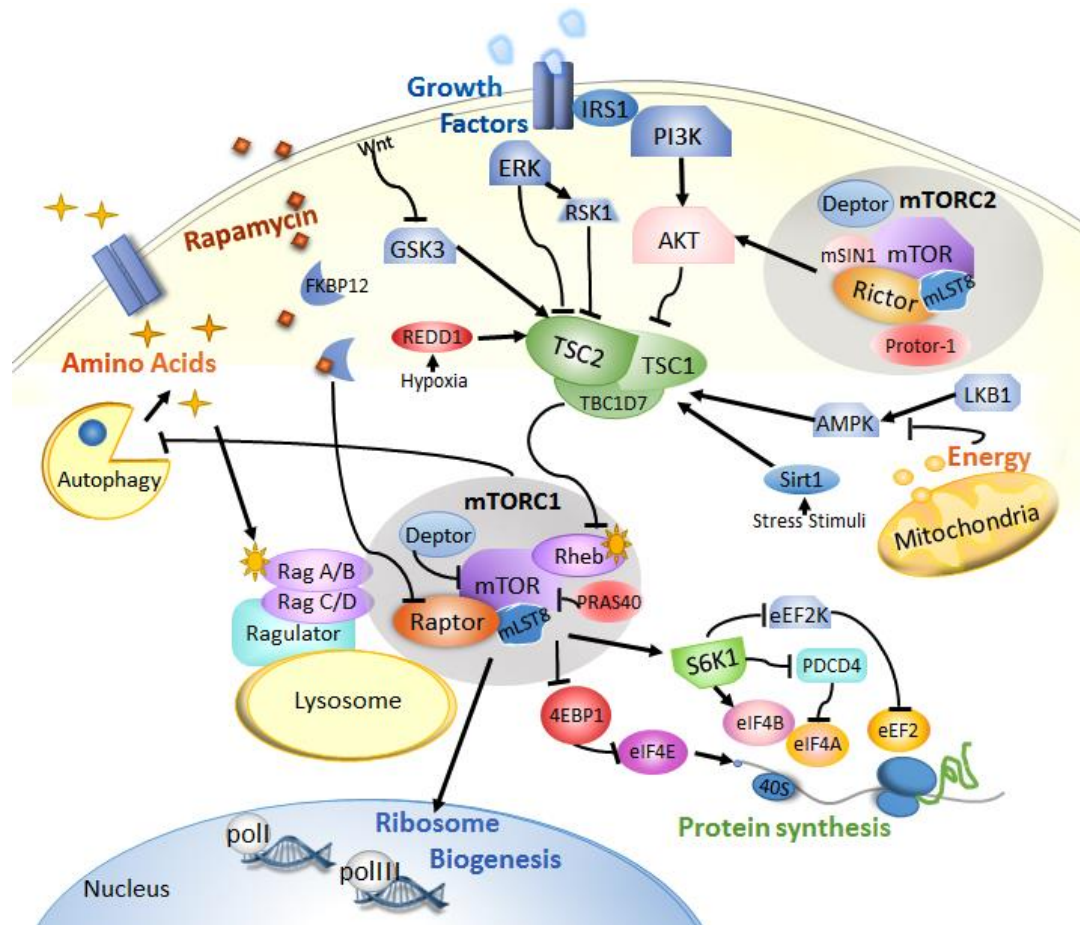 Growth
Factors
IRS1
PI3K
Wnt
ERK
RSK1
GSK3
AKT
Deptor
mTORC2
mSIN1
mTOR
Rictor
mLST8
Protor-1
Rapamycin
FKBP12
REDD1
Hypoxia
TSC2
TSC1
TBC1D7
Amino Acids
AMPK
LKB1
Energy
Sirt1
Stress Stimuli
Mitochondria
Autophagy
mTORC1
Deptor
Rheb
mTOR
PRAS40
Raptor
mLST8
Rag A/B
Rag C/D
Ragulator
Lysosome
eEF2K
S6K1
PDCD4
4EBP1
eIF4B
eIF4A
eEF2
eIF4E
40S
Protein synthesis
Ribosome
Biogenesis
polI
polIII
Nucleus